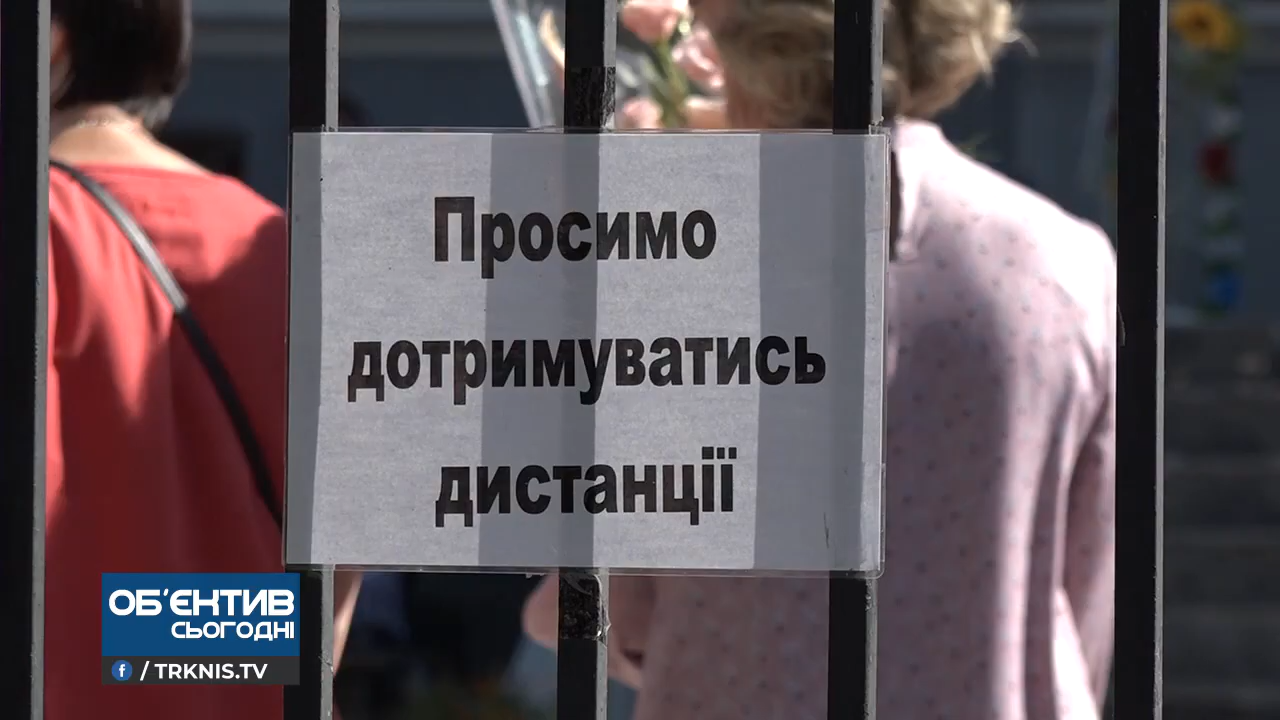 Просимо
дотримуватись
дистанції
ОБ'ЄКТИВ
СЬОГОДНІ
f / TRKNIS.TV